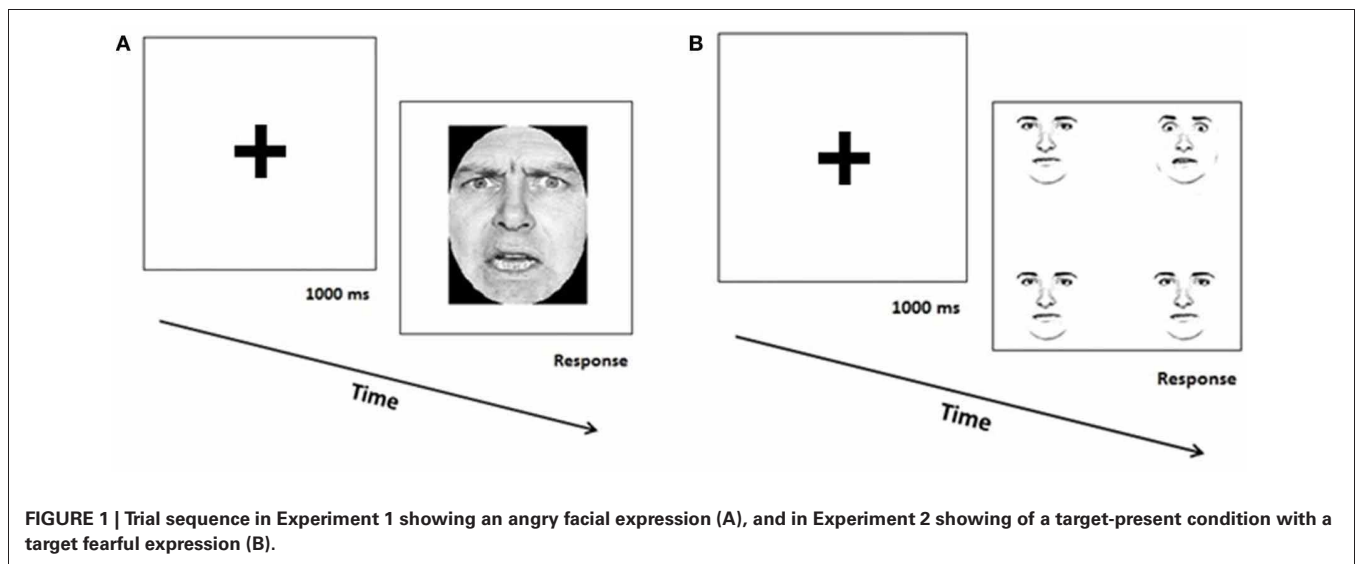 A
B
1000 ms
Response
Time
1000 ms
Response
Time
FIGURE 1 | Trial sequence in Experiment 1 showing an angry facial expression (A), and in Experiment 2 showing of a target-present condition with a
target fearful expression (B).